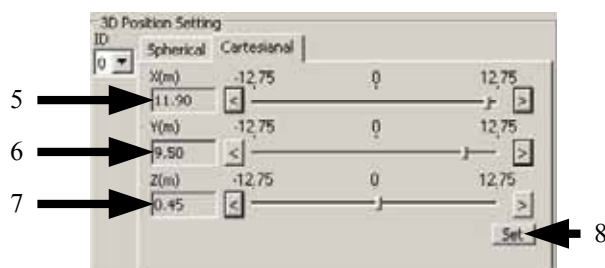 3D Position Setting
ID
0
Spherical Cartesianal
X(m) -12,75 0 12,75
5 11.90 < >
Y(m) -12,75 0 12,75
6 9.50 < >
Z(m) -12,75 0 12,75
7 0.45 < >
Set 8